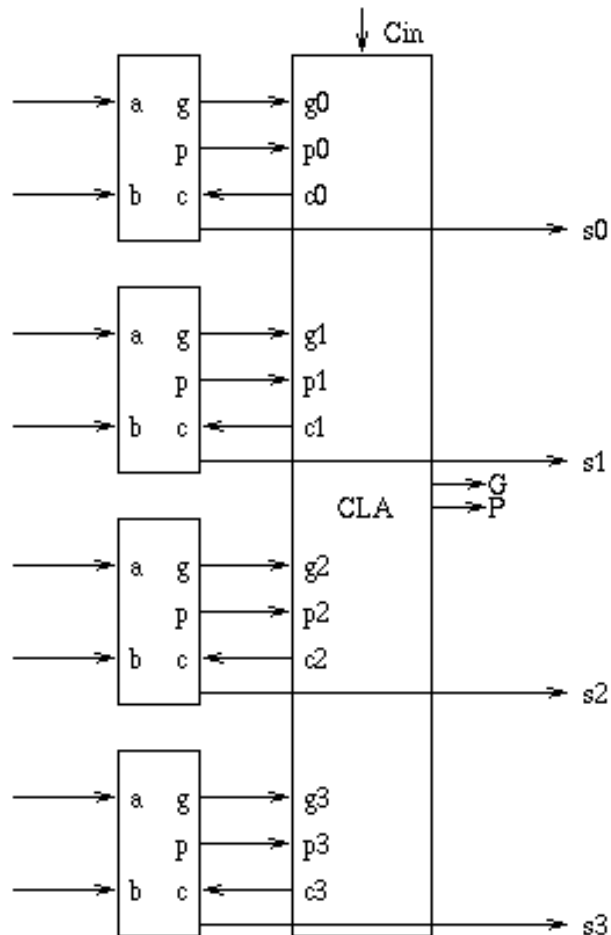 Cin
a g g0
p p0
b c c0
s0
a g g1
p p1
b c c1
s1
G
CLA P
a g g2
p p2
b c c2
s2
a g g3
p p3
b c c3
s3